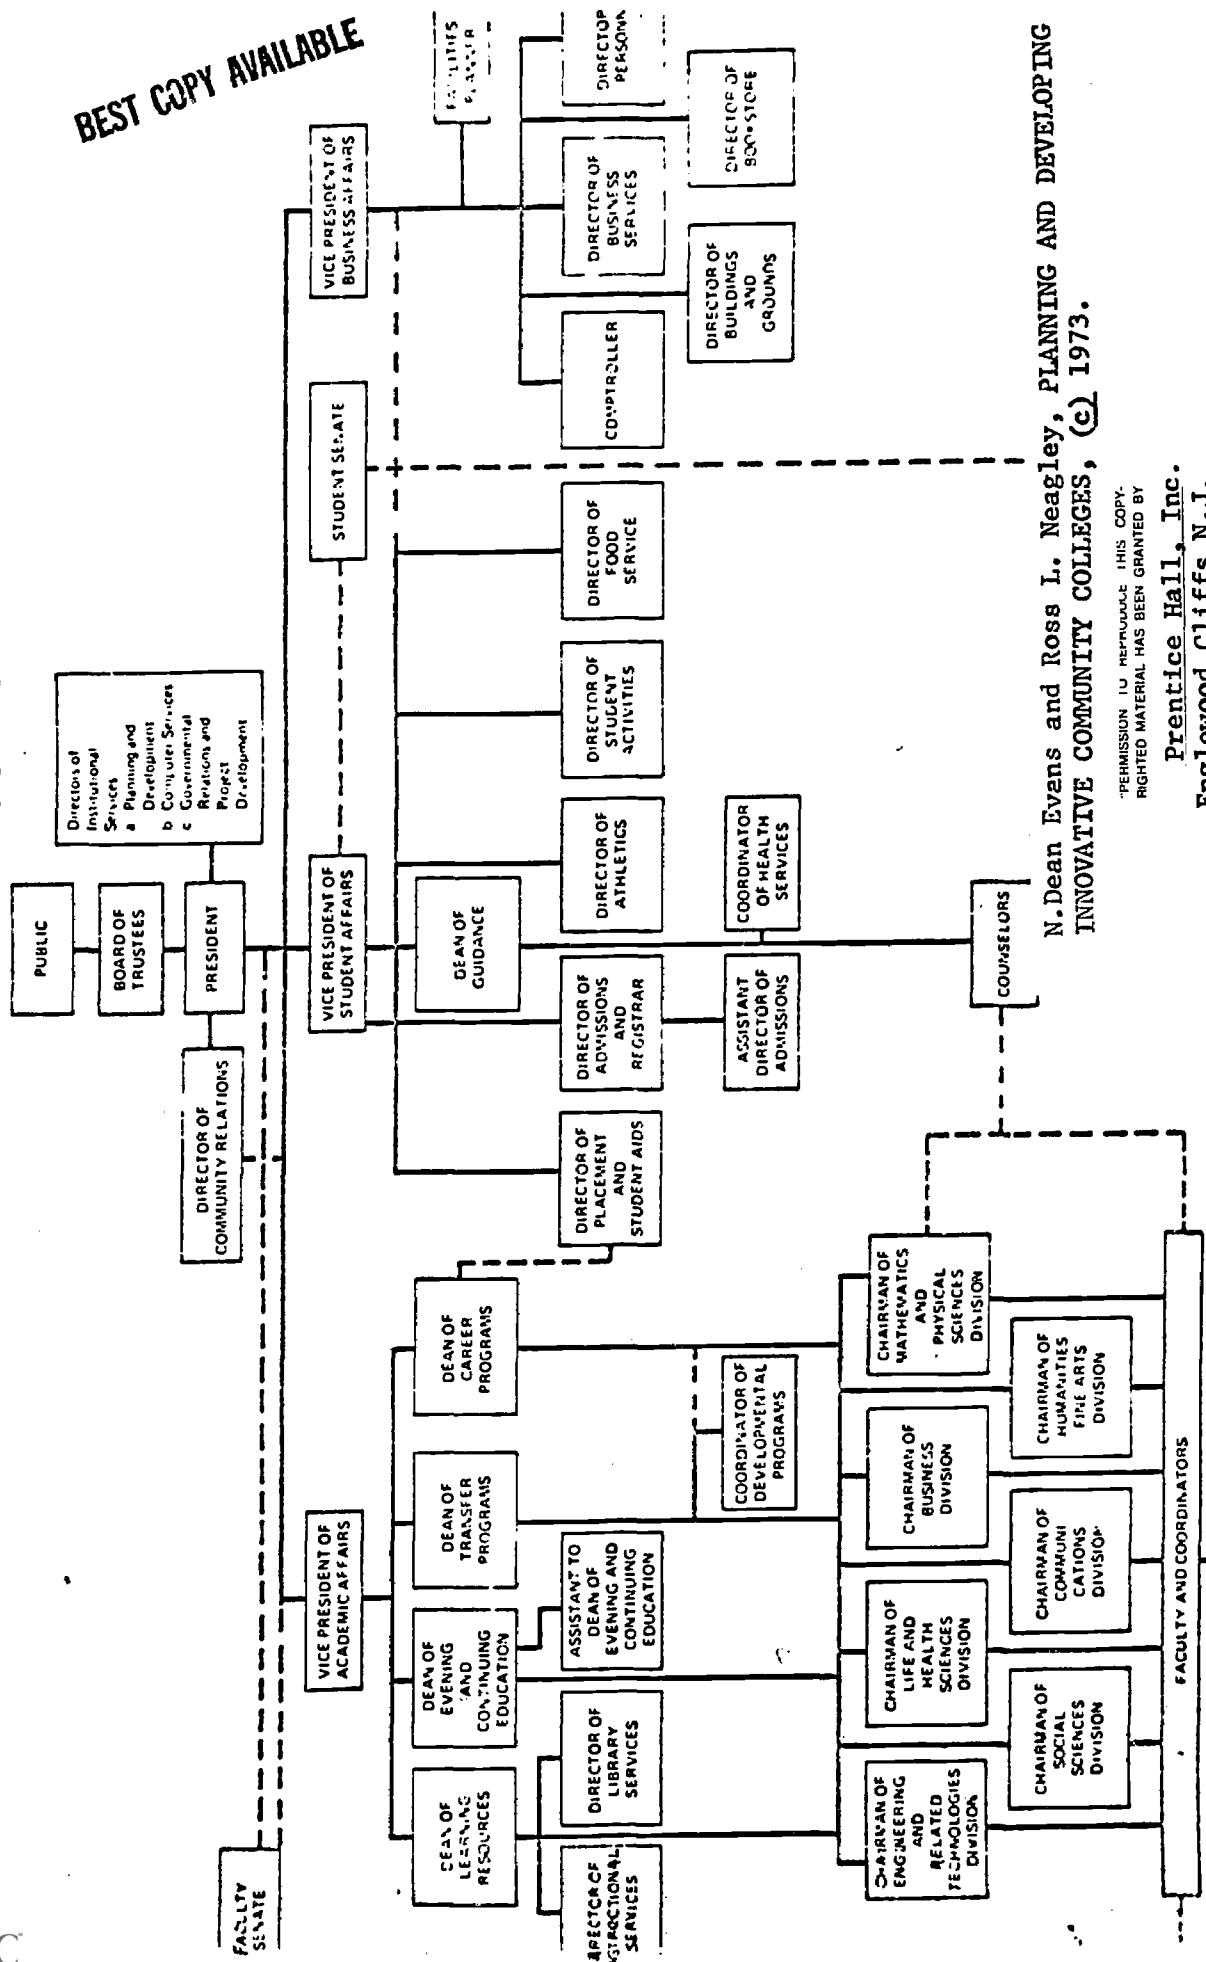 BEST COPY AVAILABLE
PUBLIC
BOARD OF
TRUSTEES
PRESIDENT
Directors of
Institutional
Services
a Planning and
Development
b Computer Services
c Governmental
Relations and
Project
Development
DIRECTOR OF
COMMUNITY RELATIONS
FACULTY
SENATE
VICE PRESIDENT OF
ACADEMIC AFFAIRS
VICE PRESIDENT OF
STUDENT AFFAIRS
STUDENT SENATE
VICE PRESIDENT OF
BUSINESS AFFAIRS
DEAN OF
LEARNING
RESOURCES
DEAN OF
EVENING
AND
CONTINUING
EDUCATION
DEAN OF
TRANSFER
PROGRAMS
DEAN OF
CAREER
PROGRAMS
DEAN OF
GUIDANCE
FACILITIES
PLANNER
SERVICES
DIRECTOR OF
LIBRARY
SERVICES
ASSISTANT TO
DEAN OF
EVENING AND
CONTINUING
EDUCATION
DIRECTOR OF
PLACEMENT
AND
STUDENT AIDS
DIRECTOR OF
ADMISSIONS
AND
REGISTRAR
DIRECTOR OF
ATHLETICS
DIRECTOR OF
STUDENT
ACTIVITIES
DIRECTOR OF
FOOD
SERVICE
COMPTROLLER
DIRECTOR OF
BUSINESS
SERVICES
DIRECTOR
PERSONN
COORDINATOR OF
DEVELOPMENTAL
PROGRAMS
ASSISTANT
DIRECTOR OF
ADMISSIONS
COORDINATOR
OF HEALTH
SERVICES
DIRECTOR OF
BUILDINGS
AND
GROUNDS
DIRECTOR OF
BOOKSTORE
CHAIRMAN OF
ENGINEERING
AND
RELATED
TECHNOLOGIES
DIVISION
CHAIRMAN OF
LIFE AND
HEALTH
SCIENCES
DIVISION
CHAIRMAN OF
BUSINESS
DIVISION
CHAIRMAN OF
MATHEMATICS
AND
PHYSICAL
SCIENCES
DIVISION
COUNSELORS
CHAIRMAN OF
SOCIAL
SCIENCES
DIVISION
CHAIRMAN OF
COMMUNI
CATIONS
DIVISION
CHAIRMAN OF
HUMANITIES
FINE ARTS
DIVISION
FACULTY AND COORDINATORS
N.Dean Evans and Ross L. Neagley, PLANNING AND DEVELOPING
INNOVATIVE COMMUNITY COLLEGES, (c) 1973.
"PERMISSION TO REPRODUCE THIS COPY-
RIGHTED MATERIAL HAS BEEN GRANTED BY
Prentice Hall, Inc.
Englewood Cliffs N.J.